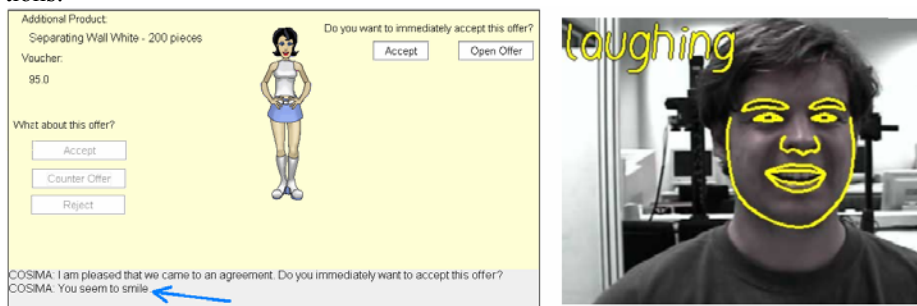 tions.
Additional Product:
Separating Wall White - 200 pieces
Voucher:
95.0
What about this offer?
Accept
Counter Offer
Reject
Do you want to immediately accept this offer?
Accept Open Offer
COSIMA: I am pleased that we came to an agreement. Do you immediately want to accept this offer?
COSIMA: You seem to smile.
laughing